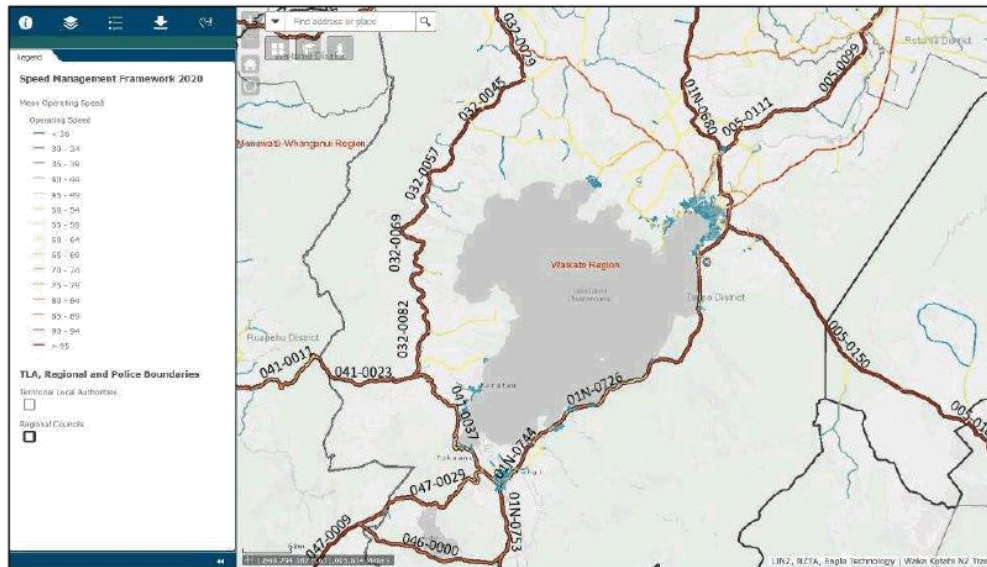 Find address or place
Legend
Speed Management Framework 2020
Mean Operating Speed
Operating Speed
< 30
30 - 34
35 - 39
40 - 44
45 - 49
50 - 54
55 - 59
60 - 64
65 - 69
70 - 74
75 - 79
80 - 84
85 - 89
90 - 94
TLA, Regional and Police Boundaries
Territorial Local Authorities
Regional Councils
Rotorua District
Manawatū-Whanganui Region
Waikato Region
Taupo District
Ruapehu District
Kuratau
032-0029
032-0045
032-0057
032-0069
032-0082
01N-0680
005-0111
005-0099
005-0150
041-0011
041-0023
041-0037
01N-0726
01N-0744
01N-0753
047-0029
047-0009
046-0000
LINZ, NZTA, Eagle Technology | Waka Kotahi NZ